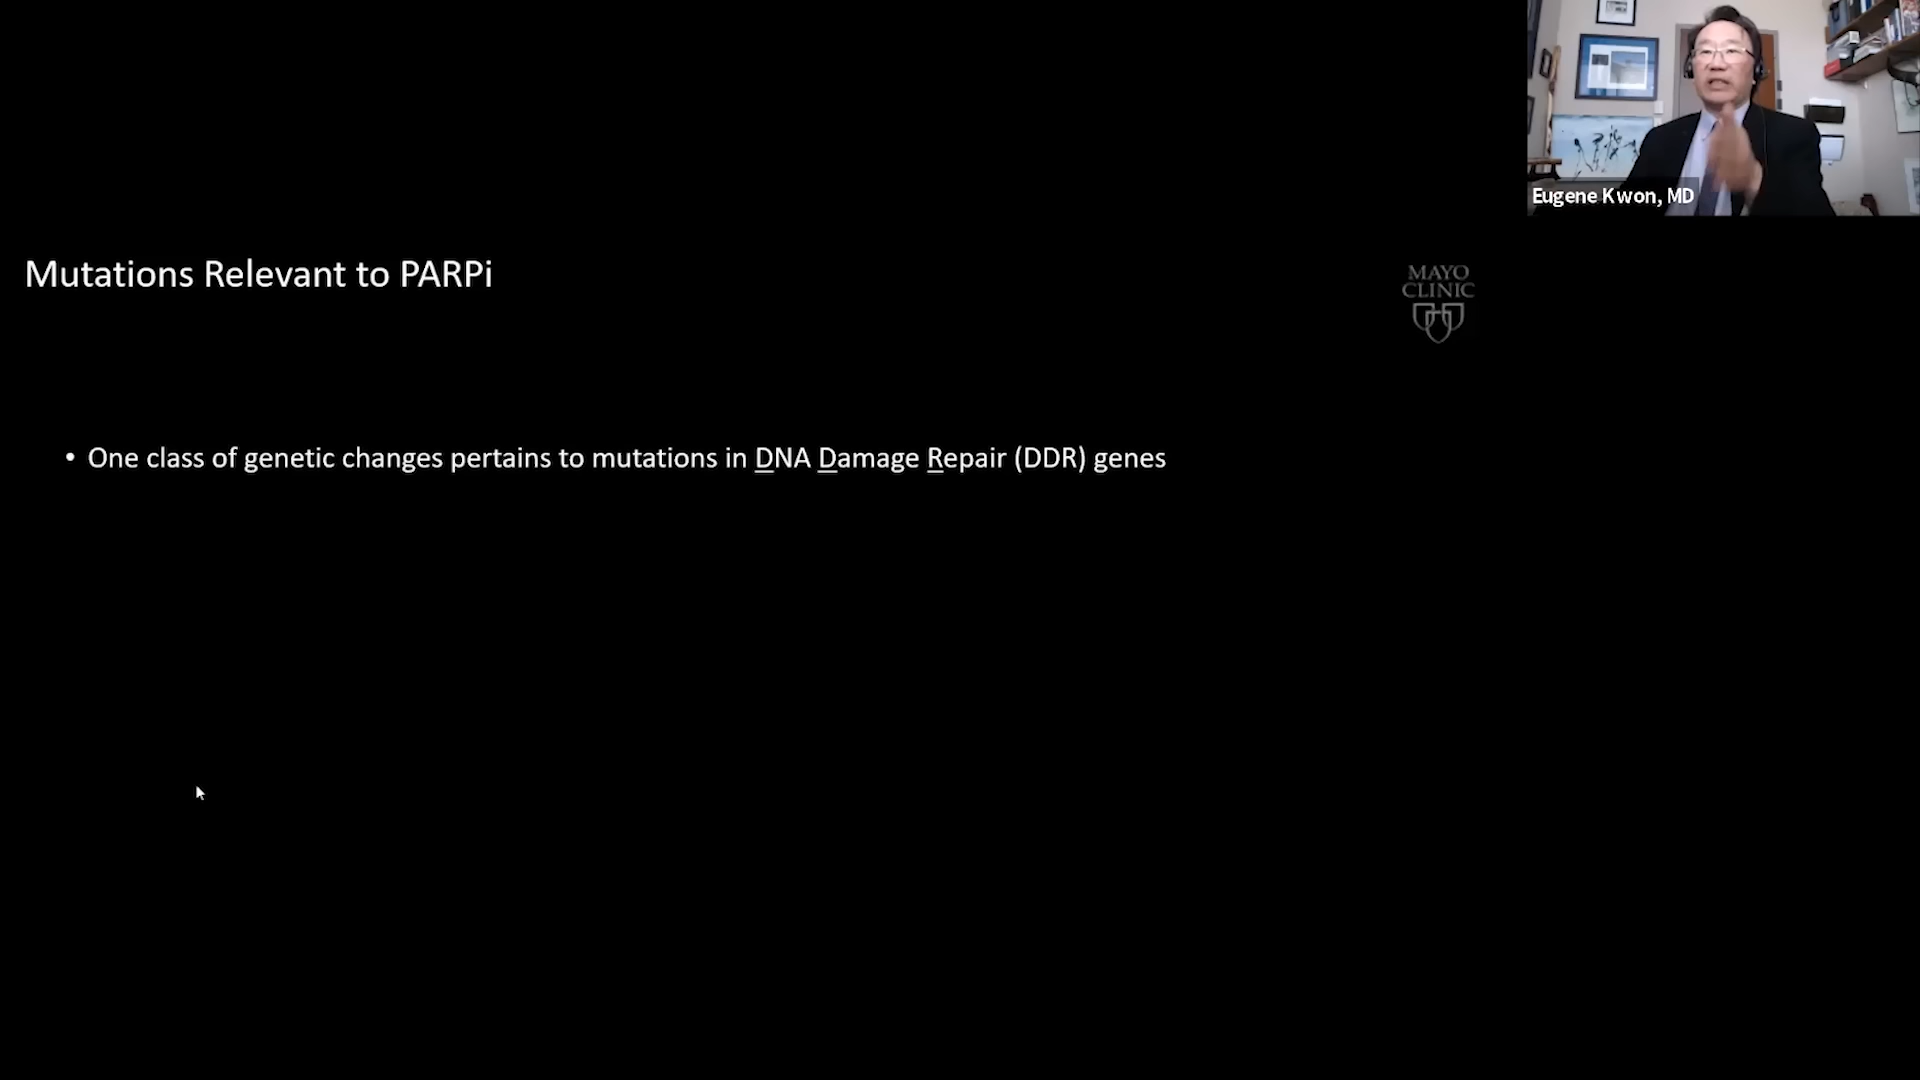 Eugene Kwon, MD
Mutations Relevant to PARPi
MAYO
CLINIC
• One class of genetic changes pertains to mutations in DNA Damage Repair (DDR) genes